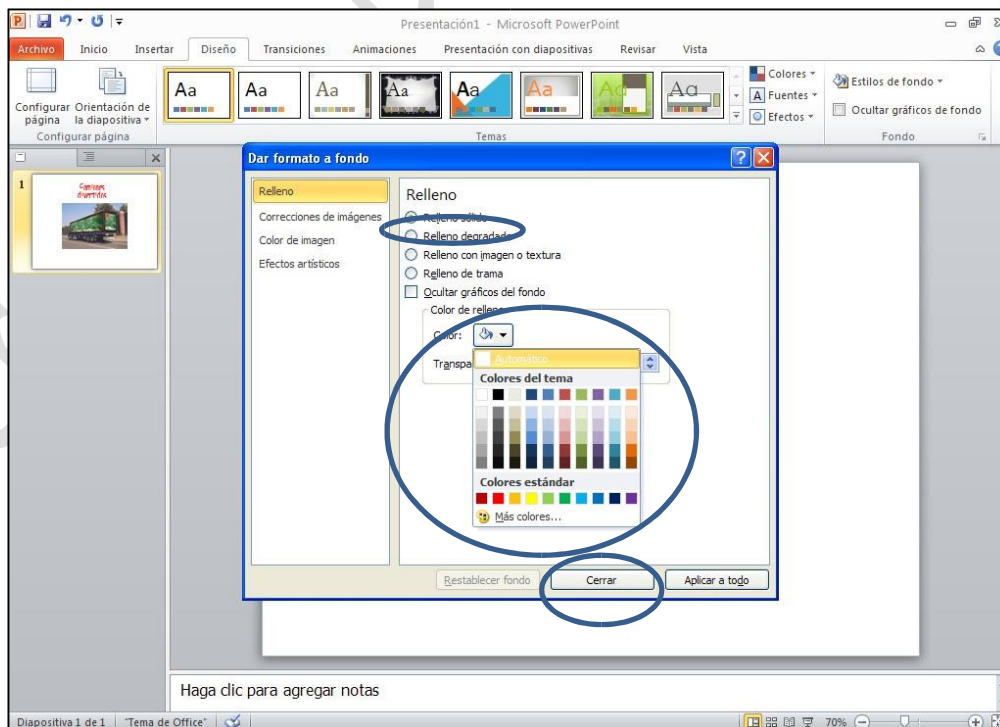 Presentación1 - Microsoft PowerPoint
Archivo Inicio Insertar Diseño Transiciones Animaciones Presentación con diapositivas Revisar Vista
Configurar página
Orientación de la diapositiva
Configurar página
Aa Aa Aa Aa Aa Aa Aa Aa
Temas
Colores
Fuentes
Efectos
Estilos de fondo
Ocultar gráficos de fondo
Fondo
1
Camiones
divertidos
Dar formato a fondo
Relleno
Correcciones de imágenes
Color de imagen
Efectos artísticos
Relleno
Relleno sólido
Relleno degradado
Relleno con imagen o textura
Relleno de trama
Ocultar gráficos del fondo
Color de relleno
Color:
Transpa
Automático
Colores del tema
Colores estándar
Más colores...
Restablecer fondo Cerrar Aplicar a todo
Haga clic para agregar notas
Diapositiva 1 de 1 "Tema de Office" 70%